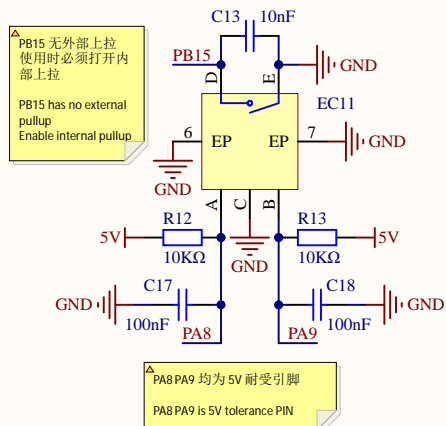 C13
10nF
PB15 无外部上拉
使用时必须打开内
部上拉
PB15 has no external
pullup
Enable internal pullup
PB15
GND
D
E
EC11
6
EP
EP
7
GND
GND
A
C
B
R12
R13
5V
5V
10KΩ
GND
10KΩ
C17
C18
GND
GND
100nF
100nF
PA8
PA9
PA8 PA9 均为 5V 耐受引脚
PA8 PA9 is 5V tolerance PIN